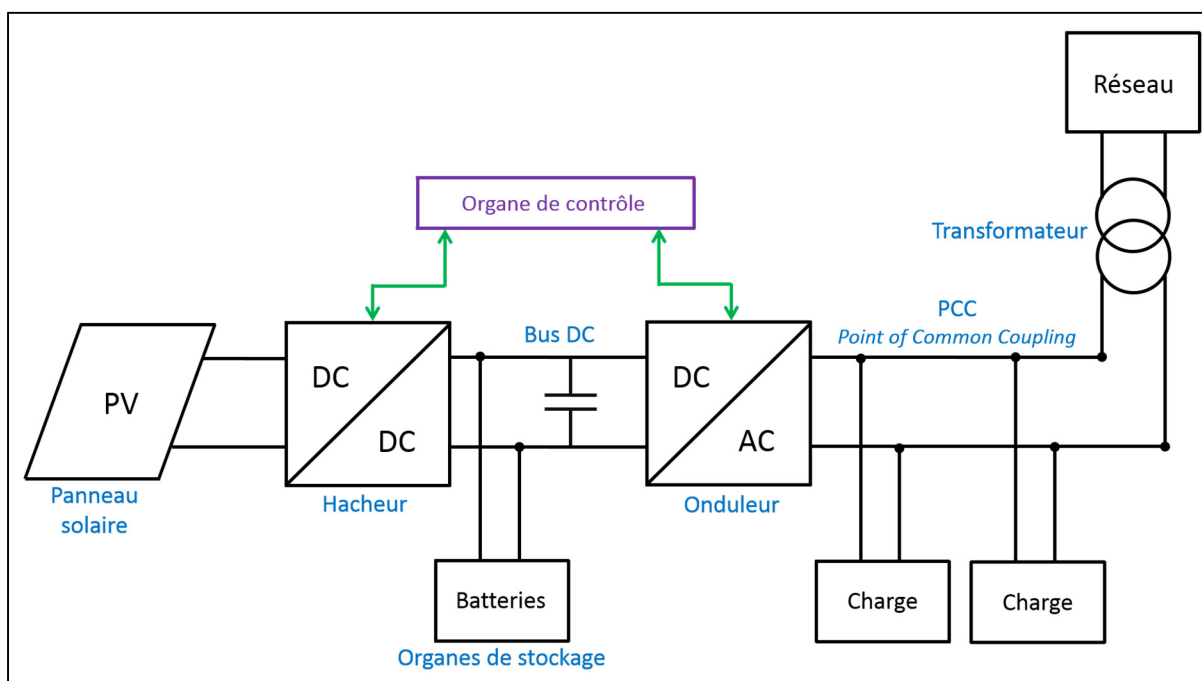 Réseau
Organe de contrôle
Transformateur
PCC
Point of Common Coupling
Bus DC
PV
DC
DC
DC
AC
Panneau
solaire
Hacheur
Onduleur
Batteries
Charge
Charge
Organes de stockage